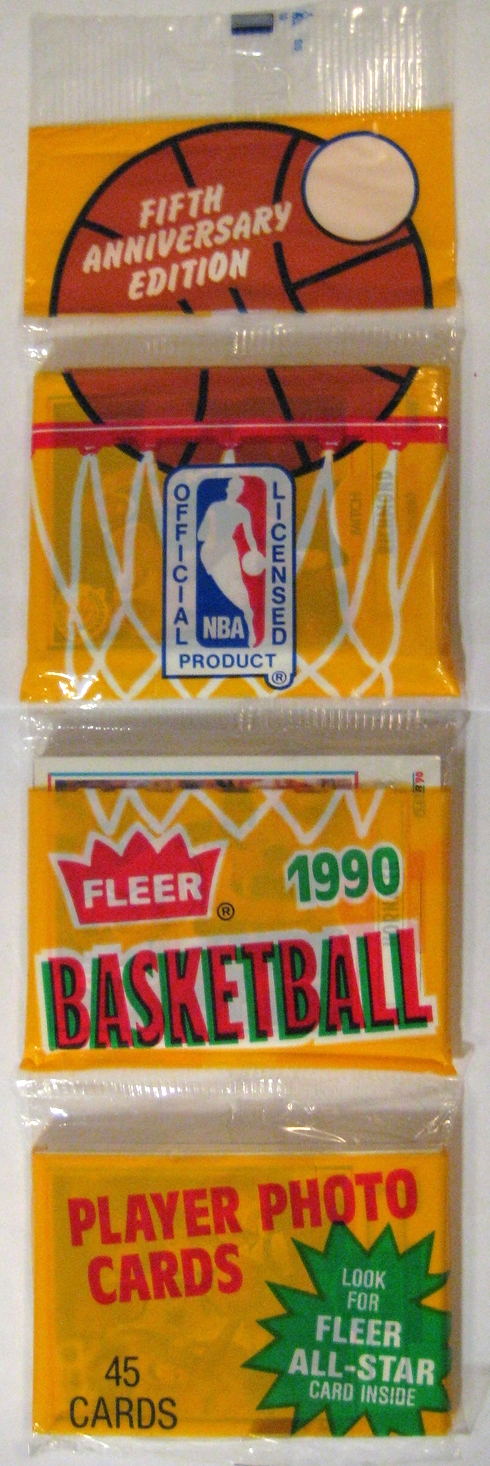 FIFTH
ANNIVERSARY
EDITION
OFFICIAL
LICENSED
NBA
PRODUCT
®
MITCH
FLEER ®
1990
BASKETBALL
PLAYER PHOTO
CARDS
LOOK
FOR
FLEER
ALL-STAR
CARD INSIDE
45
CARDS